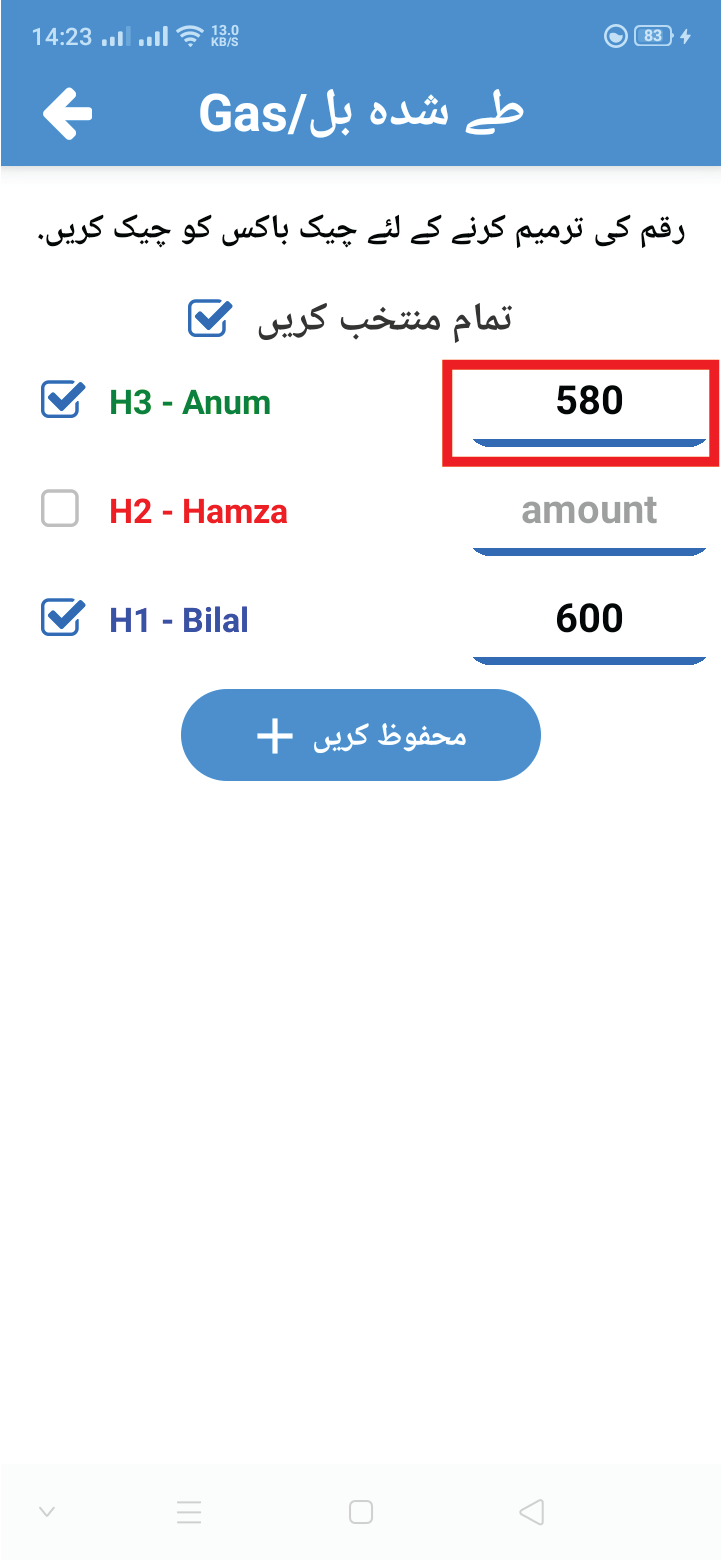 14:23 13.0 KB/S 83
طے شدہ بل/Gas
رقم کی ترمیم کرنے کے لئے چیک باکس کو چیک کریں.
تمام منتخب کریں
H3 - Anum 580
H2 - Hamza amount
H1 - Bilal 600
محفوظ کریں